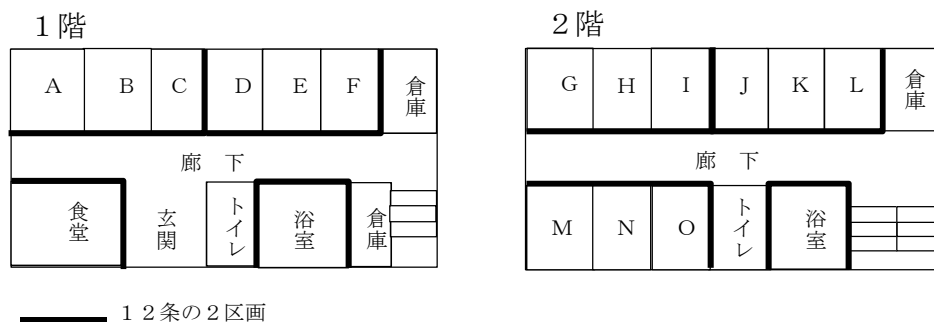 １階
A B C D E F 倉庫
廊 下
食堂 玄関 トイレ 浴室 倉庫
２階
G H I J K L 倉庫
廊 下
M N O トイレ 浴室
１２条の２区画